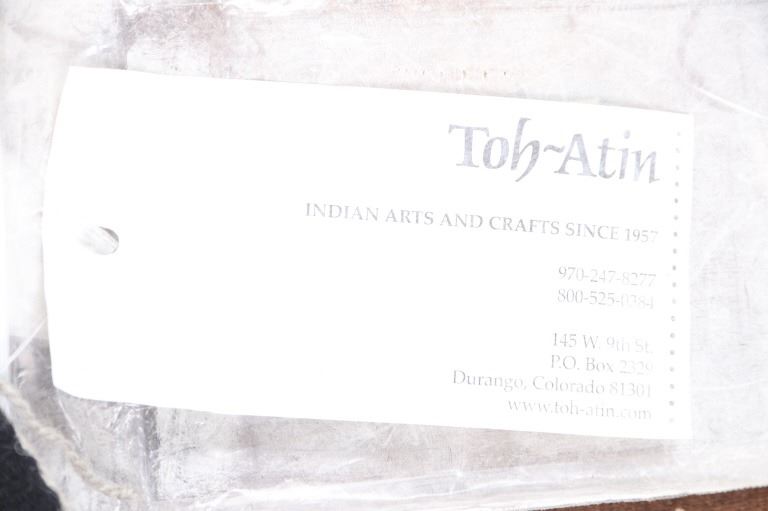 Toh-Atin
INDIAN ARTS AND CRAFTS SINCE 1957
970-247-8277
800-525-0384
145 W. 9th St.
P.O. Box 2329
Durango, Colorado 81301
www.toh-atin.com